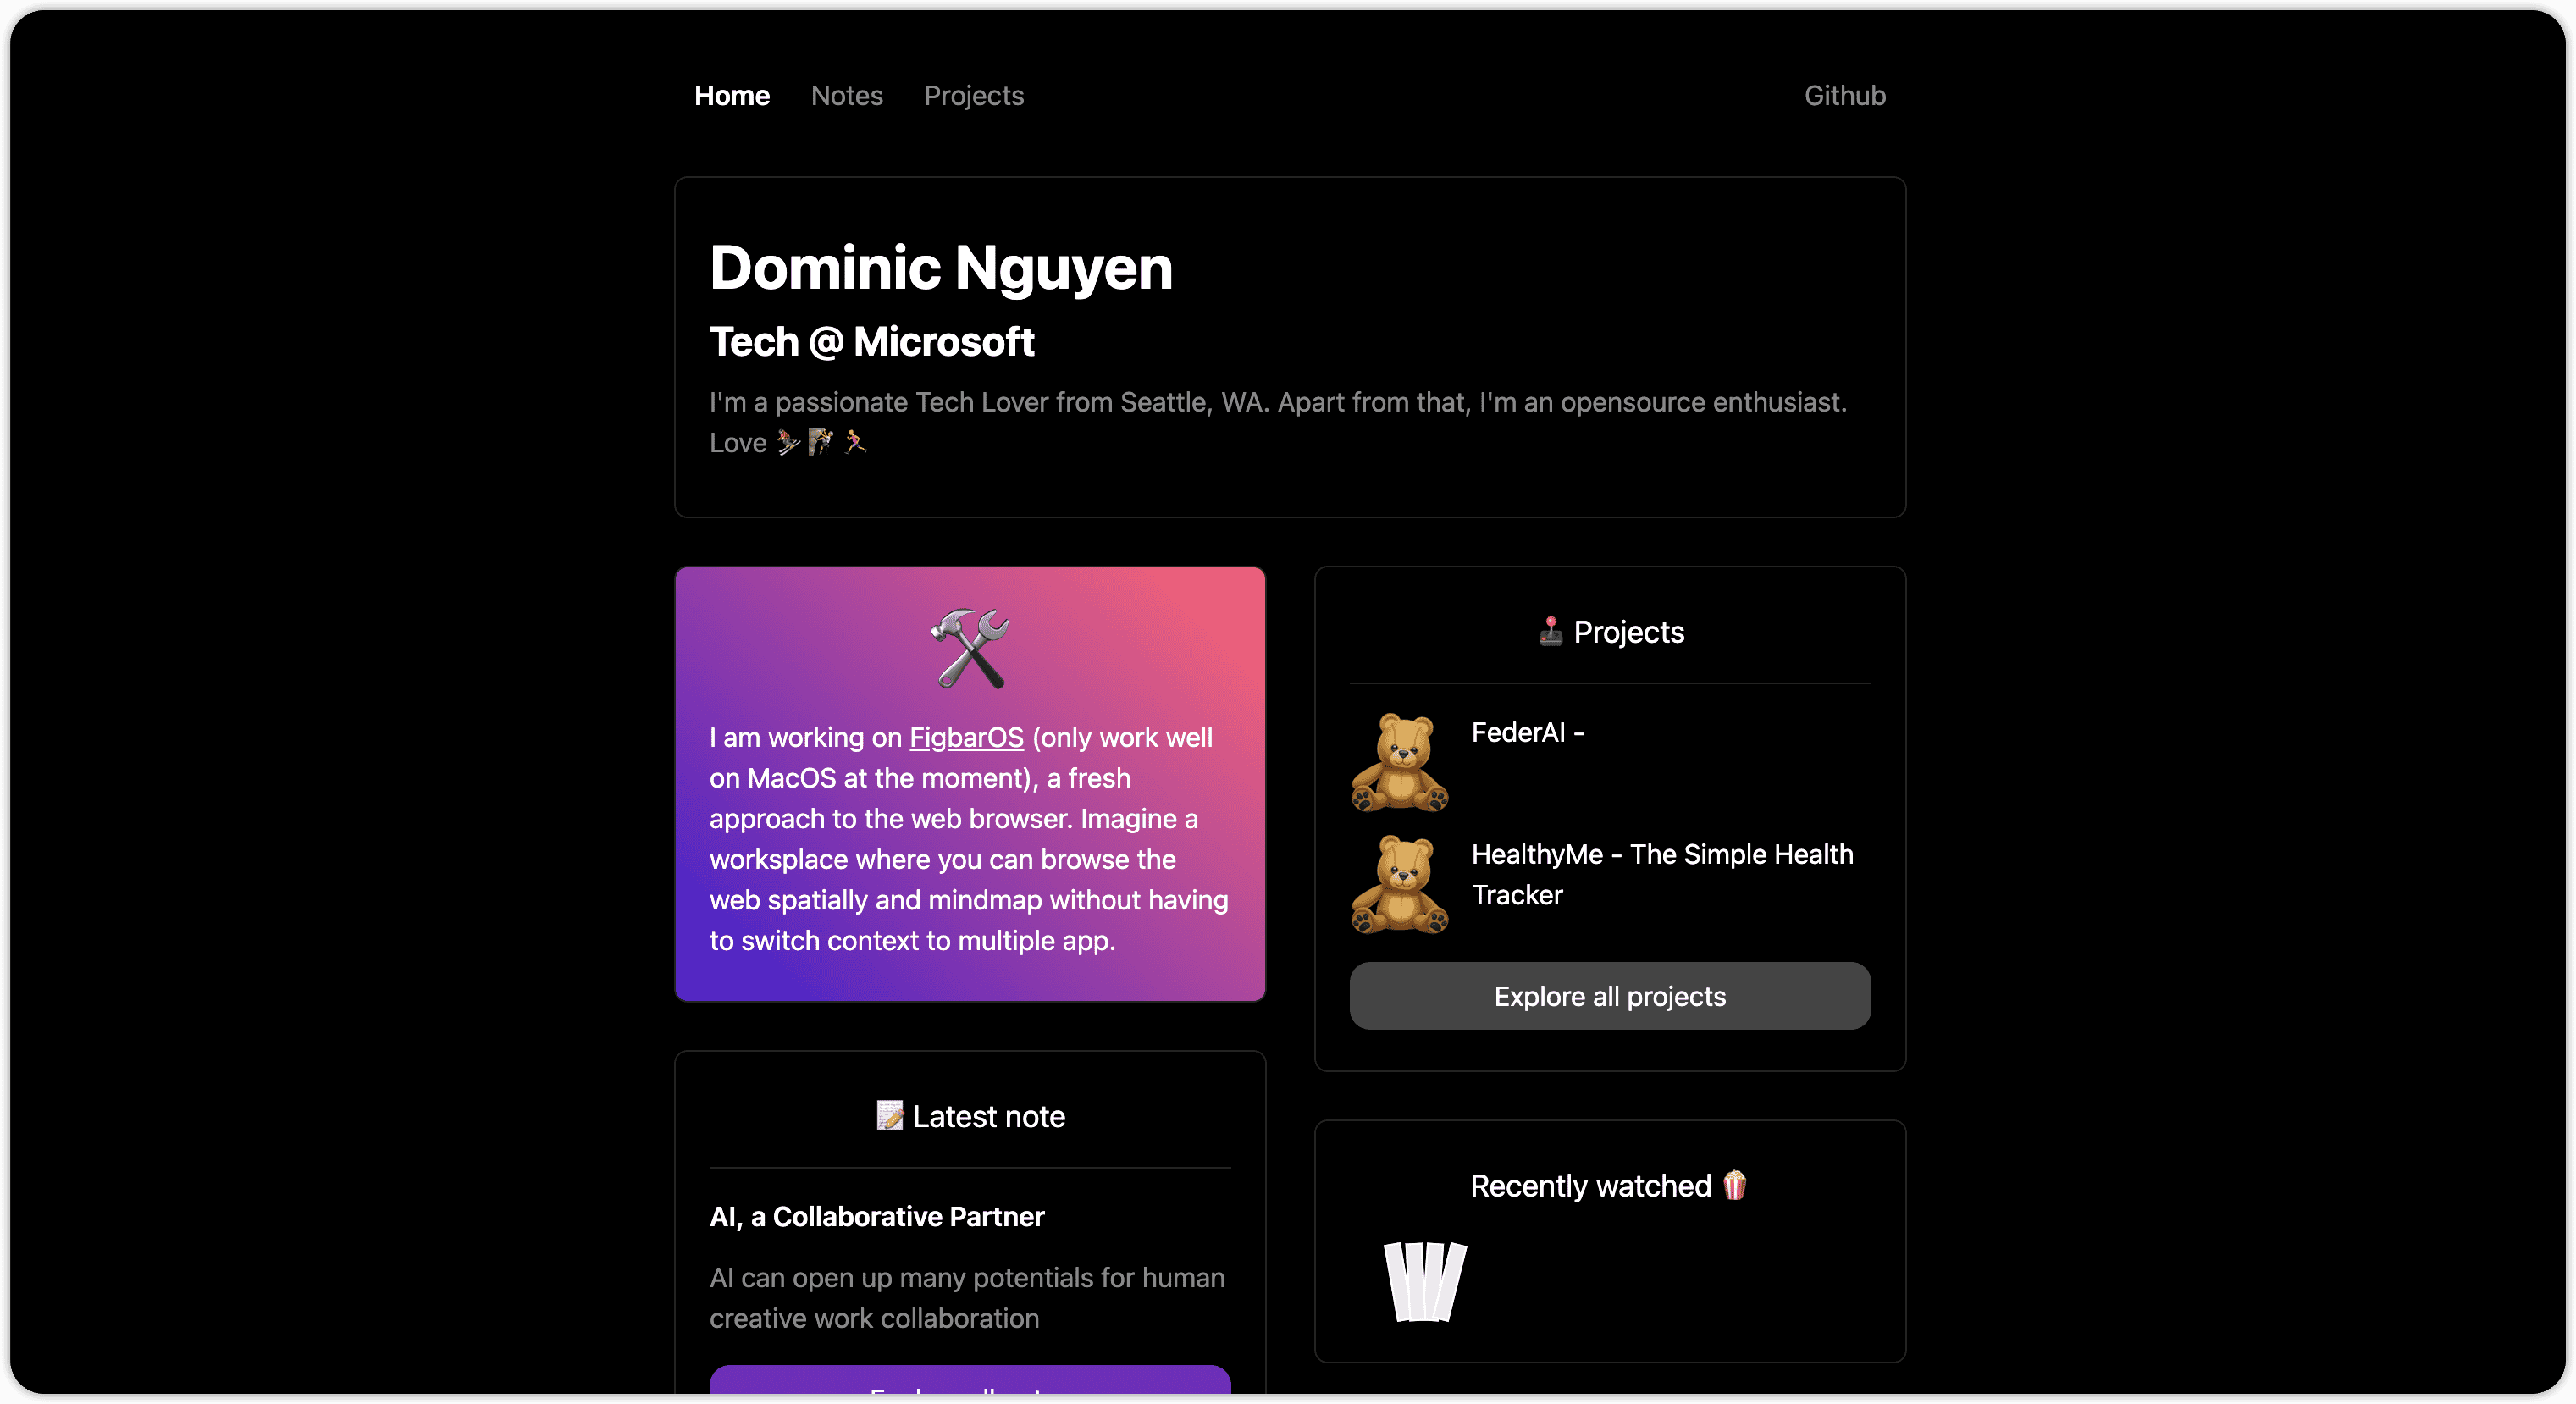 Home Notes Projects Github
Dominic Nguyen
Tech @ Microsoft
I'm a passionate Tech Lover from Seattle, WA. Apart from that, I'm an opensource enthusiast.
Love ⛷🧗🏃
🛠
I am working on FigbarOS (only work well
on MacOS at the moment), a fresh
approach to the web browser. Imagine a
worksplace where you can browse the
web spatially and mindmap without having
to switch context to multiple app.
🕹 Projects
FederAI -
HealthyMe - The Simple Health
Tracker
Explore all projects
📝 Latest note
AI, a Collaborative Partner
AI can open up many potentials for human
creative work collaboration
Recently watched 🍿